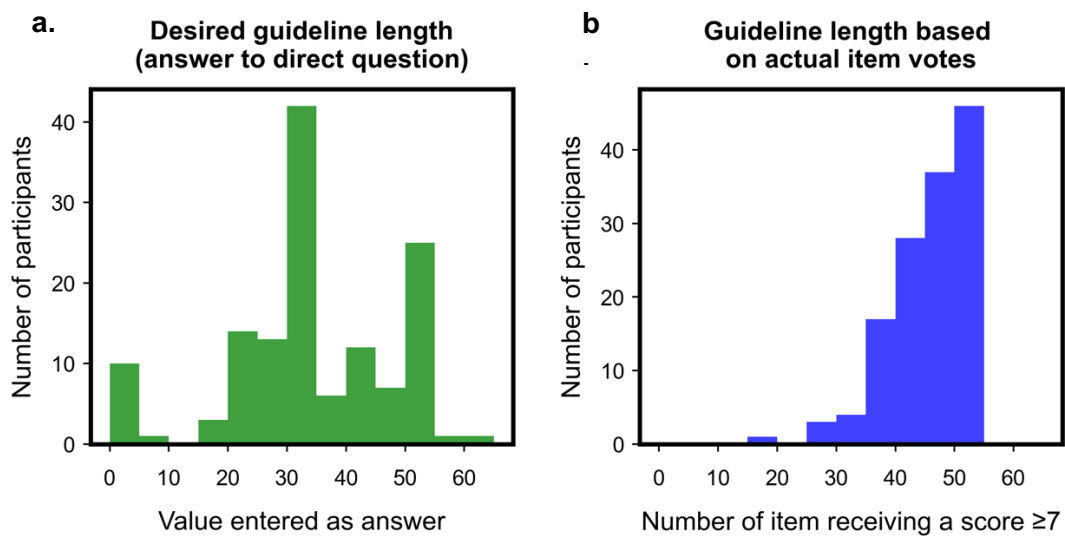 a.
Desired guideline length
(answer to direct question)
Number of participants
40
30
20
10
0
0 10 20 30 40 50 60
Value entered as answer
b
-
Guideline length based
on actual item votes
Number of participants
40
30
20
10
0
0 10 20 30 40 50 60
Number of item receiving a score ≥7